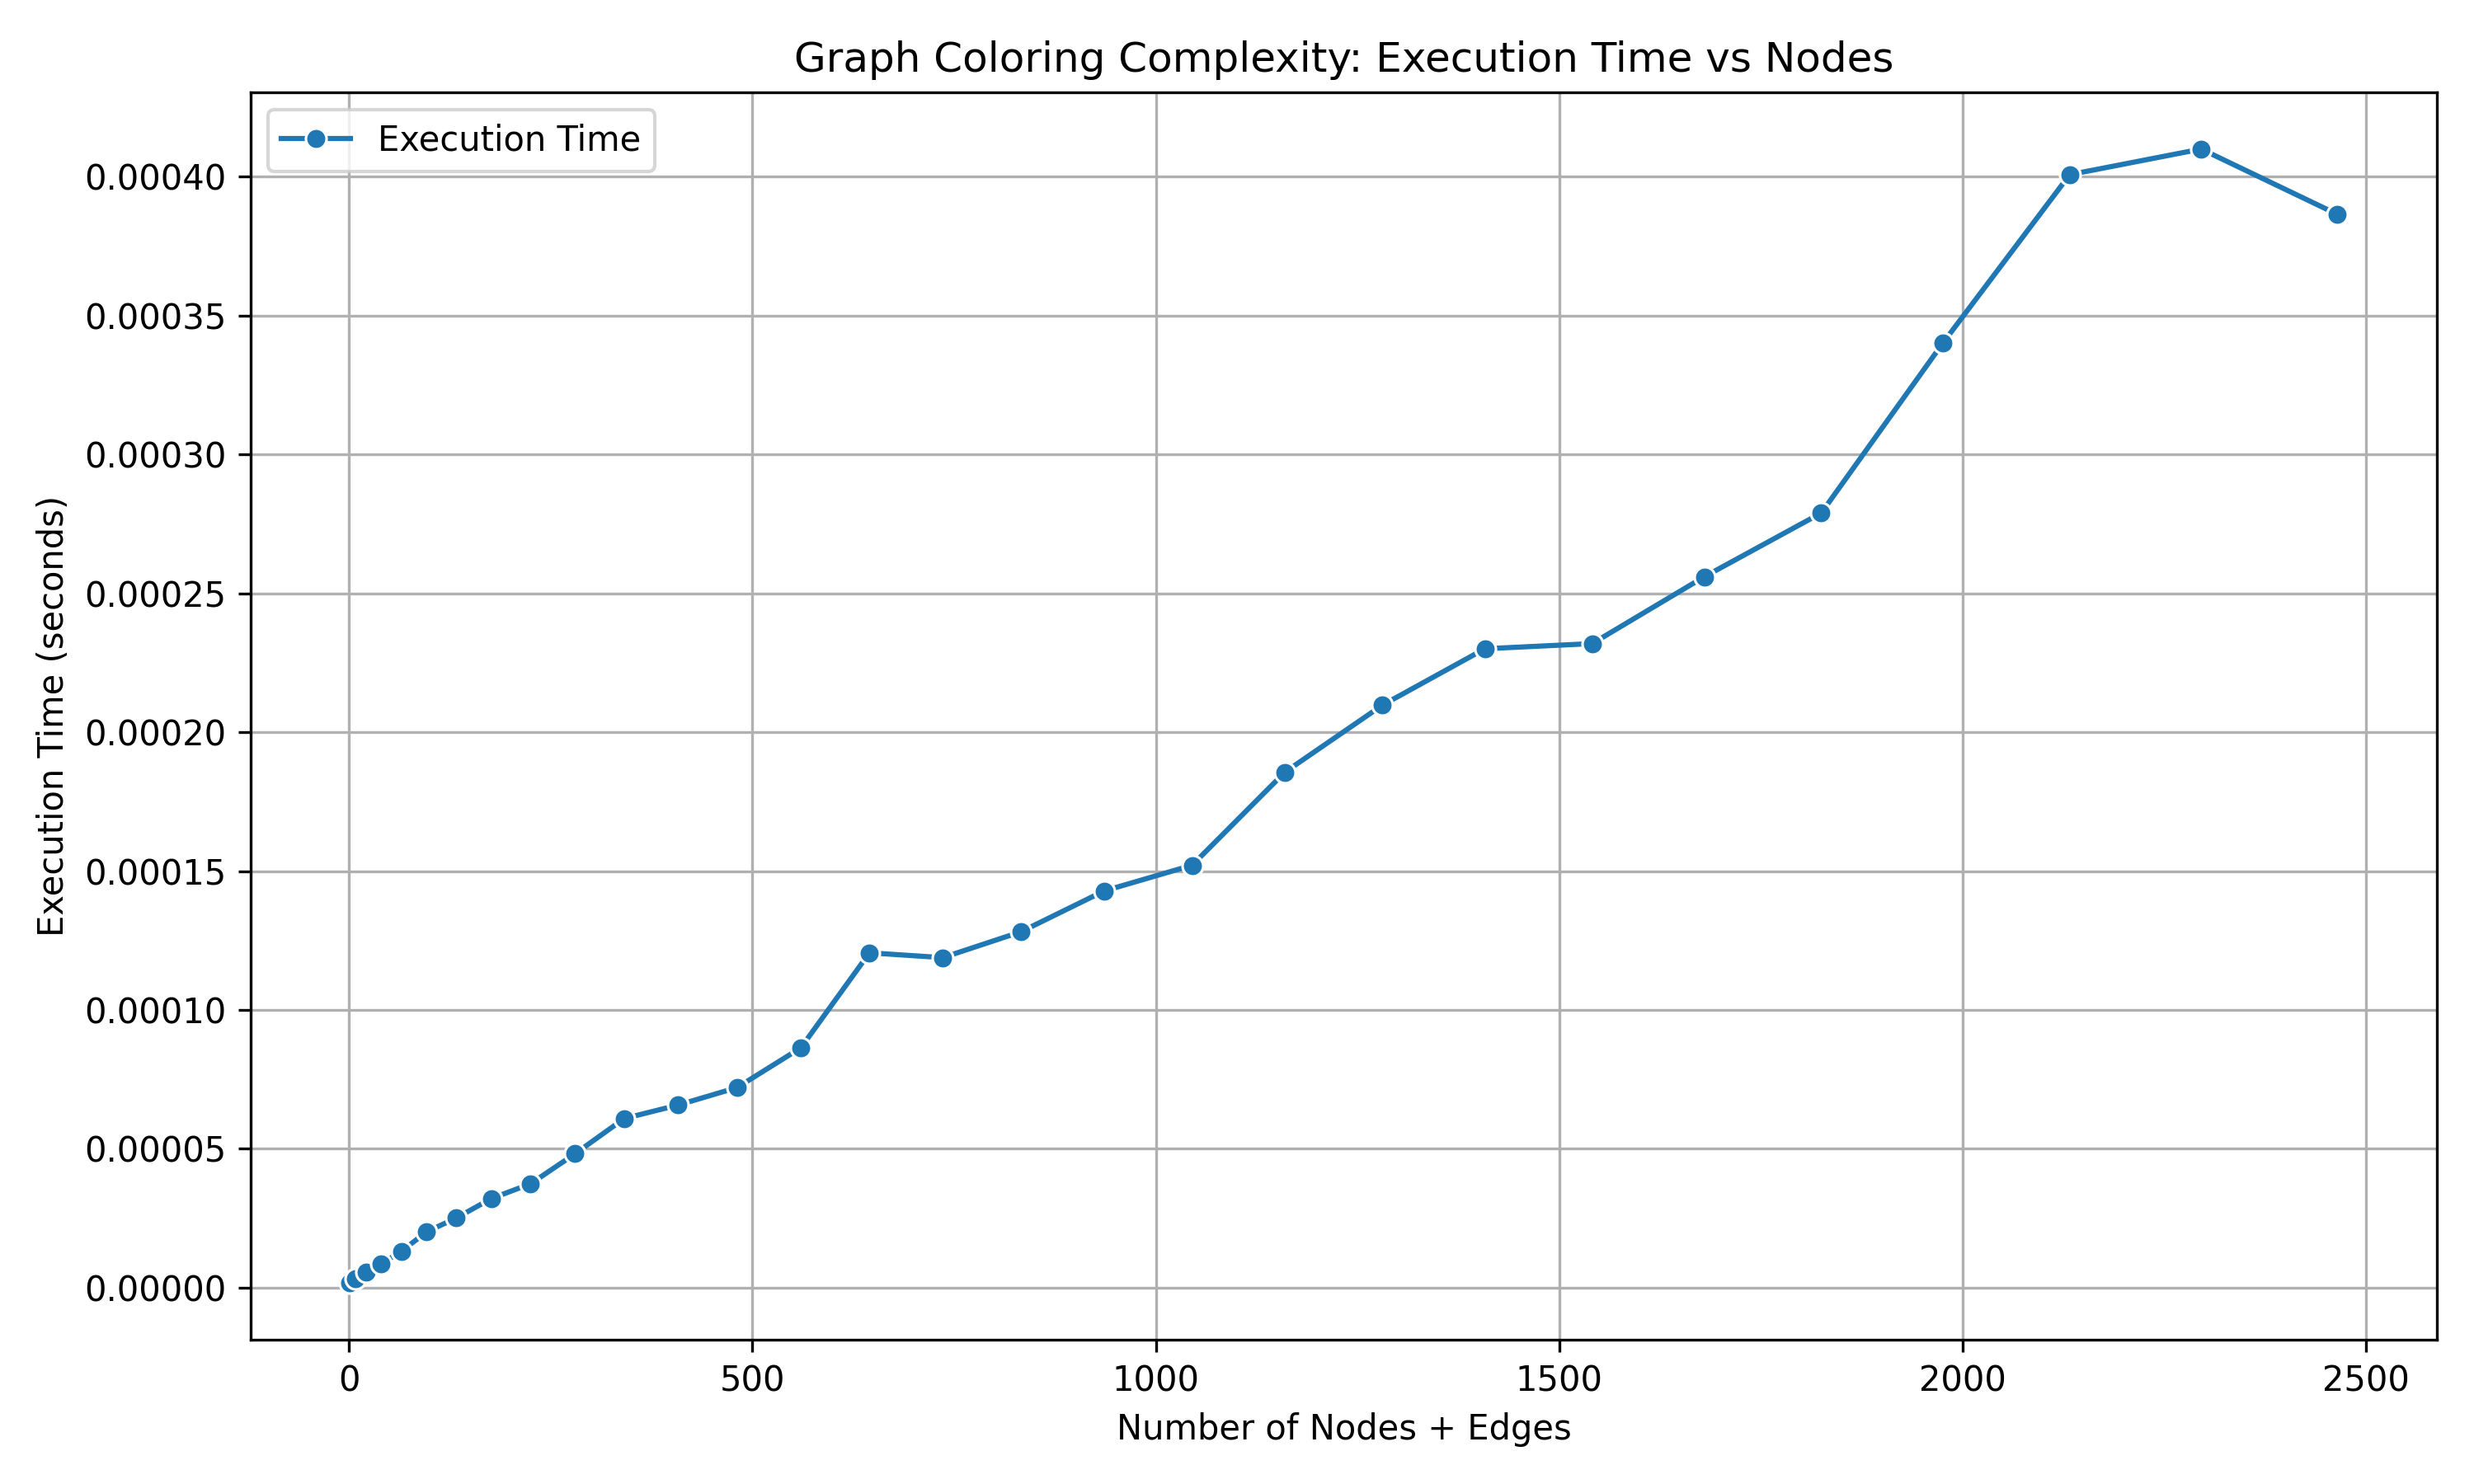 Graph Coloring Complexity: Execution Time vs Nodes
Execution Time
0.00040
0.00035
0.00030
0.00025
0.00020
0.00015
0.00010
0.00005
0.00000
Execution Time (seconds)
0 500 1000 1500 2000 2500
Number of Nodes + Edges